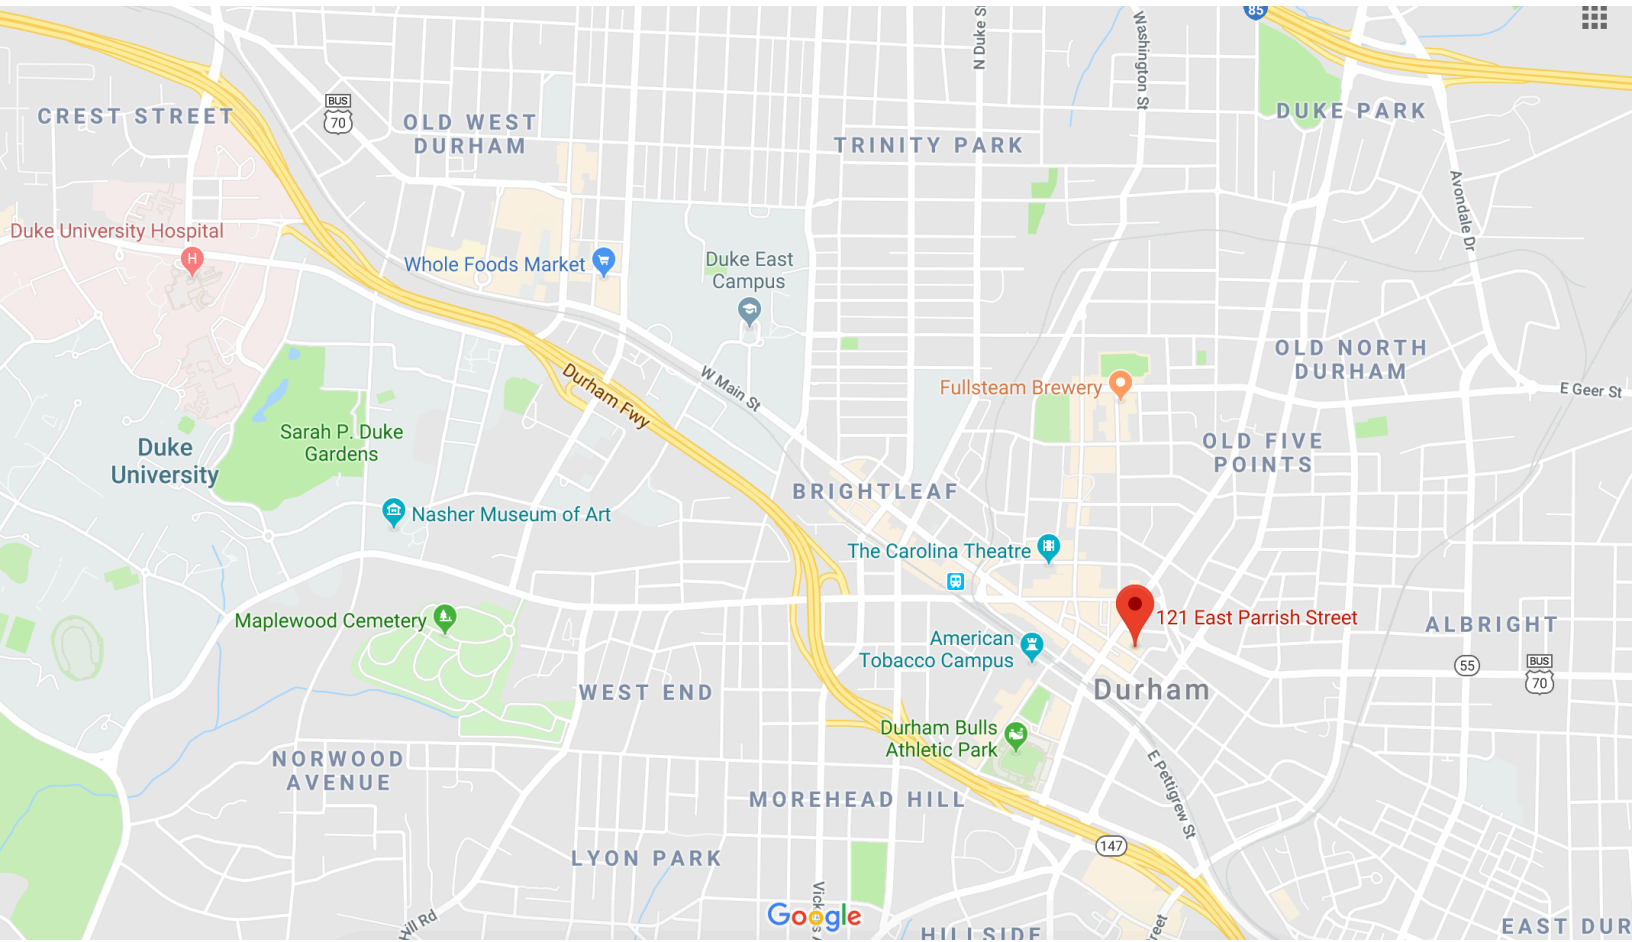 85
N Duke S
Washington St
CREST STREET
BUS
70
OLD WEST
DURHAM
TRINITY PARK
DUKE PARK
Avondale Dr
Duke University Hospital
H
Whole Foods Market
Duke East
Campus
W Main St
Durham Fwy
OLD NORTH
DURHAM
E Geer St
Fullsteam Brewery
Sarah P. Duke
Gardens
Duke
University
OLD FIVE
POINTS
BRIGHTLEAF
Nasher Museum of Art
The Carolina Theatre
Maplewood Cemetery
121 East Parrish Street
ALBRIGHT
American
Tobacco Campus
55
BUS
70
WEST END
Durham
Durham Bulls
Athletic Park
NORWOOD
AVENUE
E Pettigrew St
MOREHEAD HILL
147
LYON PARK
Google
Hill Rd
reet
HILLSIDE
EAST DUR